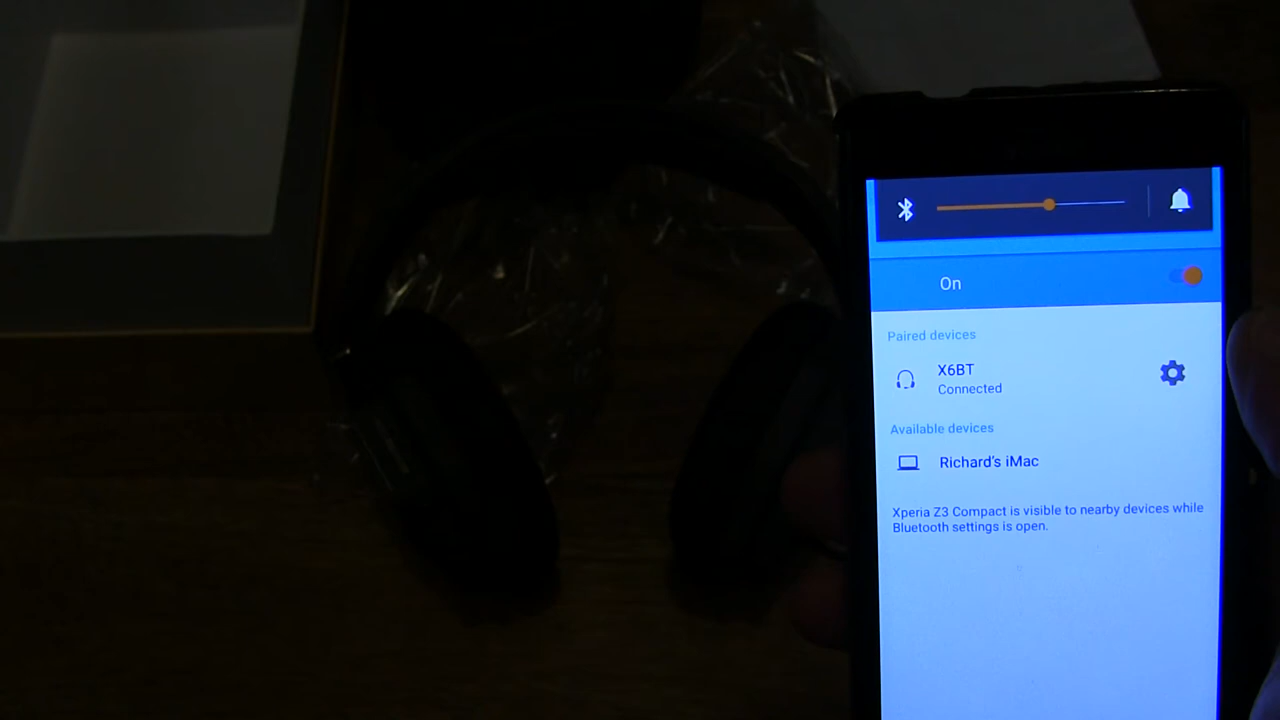 On
Paired devices
X6BT
Connected
Available devices
Richard's iMac
Xperia Z3 Compact is visible to nearby devices while
Bluetooth settings is open.